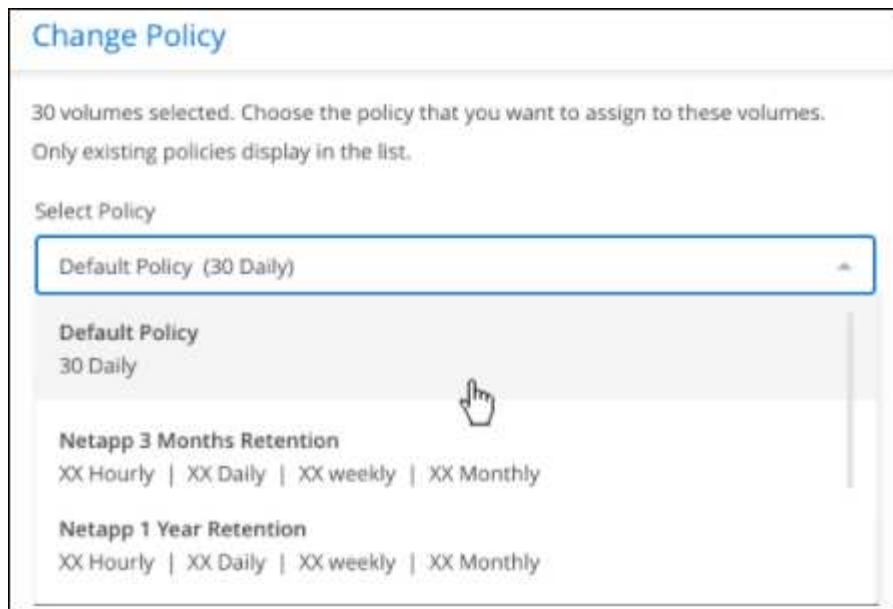 Change Policy
30 volumes selected. Choose the policy that you want to assign to these volumes.
Only existing policies display in the list.
Select Policy
Default Policy (30 Daily)
Default Policy
30 Daily
Netapp 3 Months Retention
XX Hourly | XX Daily | XX weekly | XX Monthly
Netapp 1 Year Retention
XX Hourly | XX Daily | XX weekly | XX Monthly